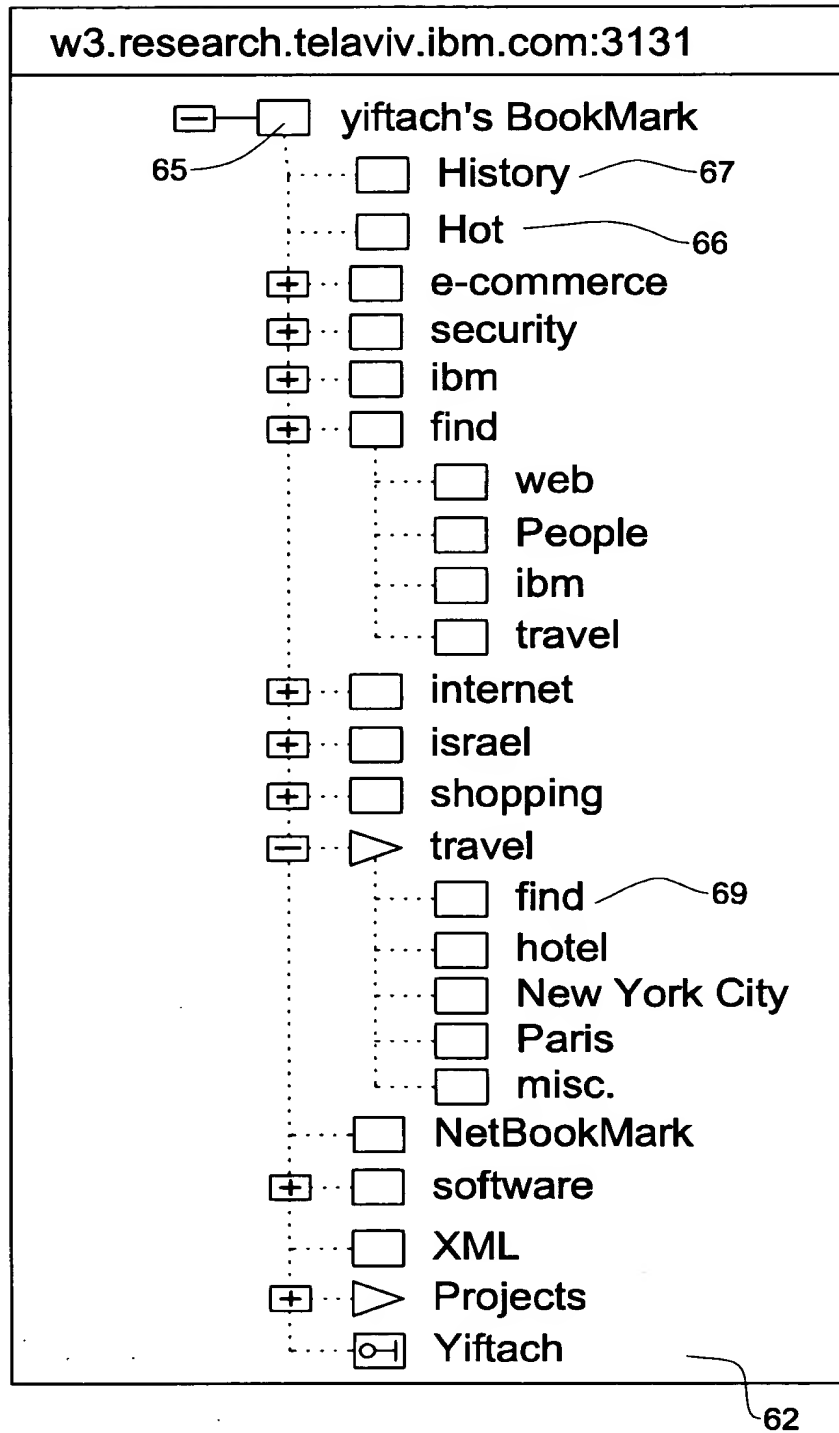 w3.research.telaviv.ibm.com:3131
yiftach's BookMark
65
History 67
Hot 66
e-commerce
security
ibm
find
web
People
ibm
travel
internet
israel
shopping
travel
find 69
hotel
New York City
Paris
misc.
NetBookMark
software
XML
Projects
Yiftach
62